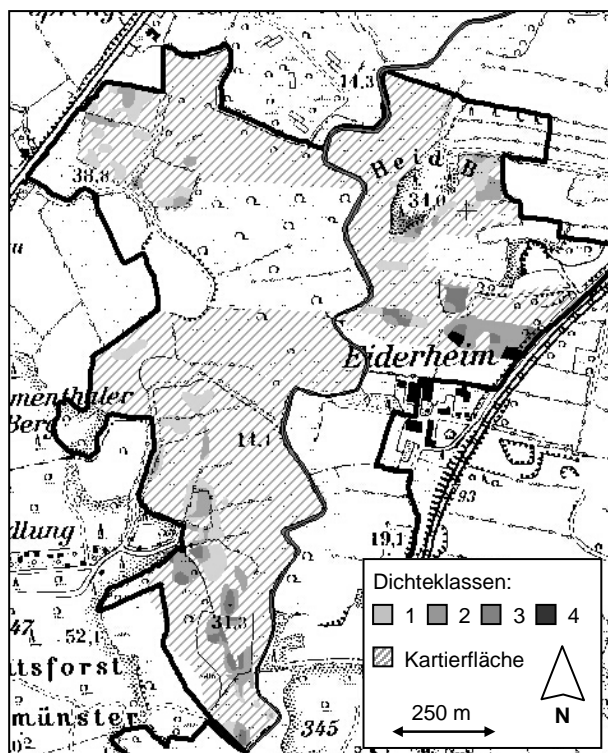 14.3
38.8
Heid B
34.0
Eiderheim
menthaler
Berg
14.1
dlung
93
19,1
47
52,1
31.3
tsforst
münster
345
Dichteklassen:
1 2 3 4
Kartierfläche
250 m
N